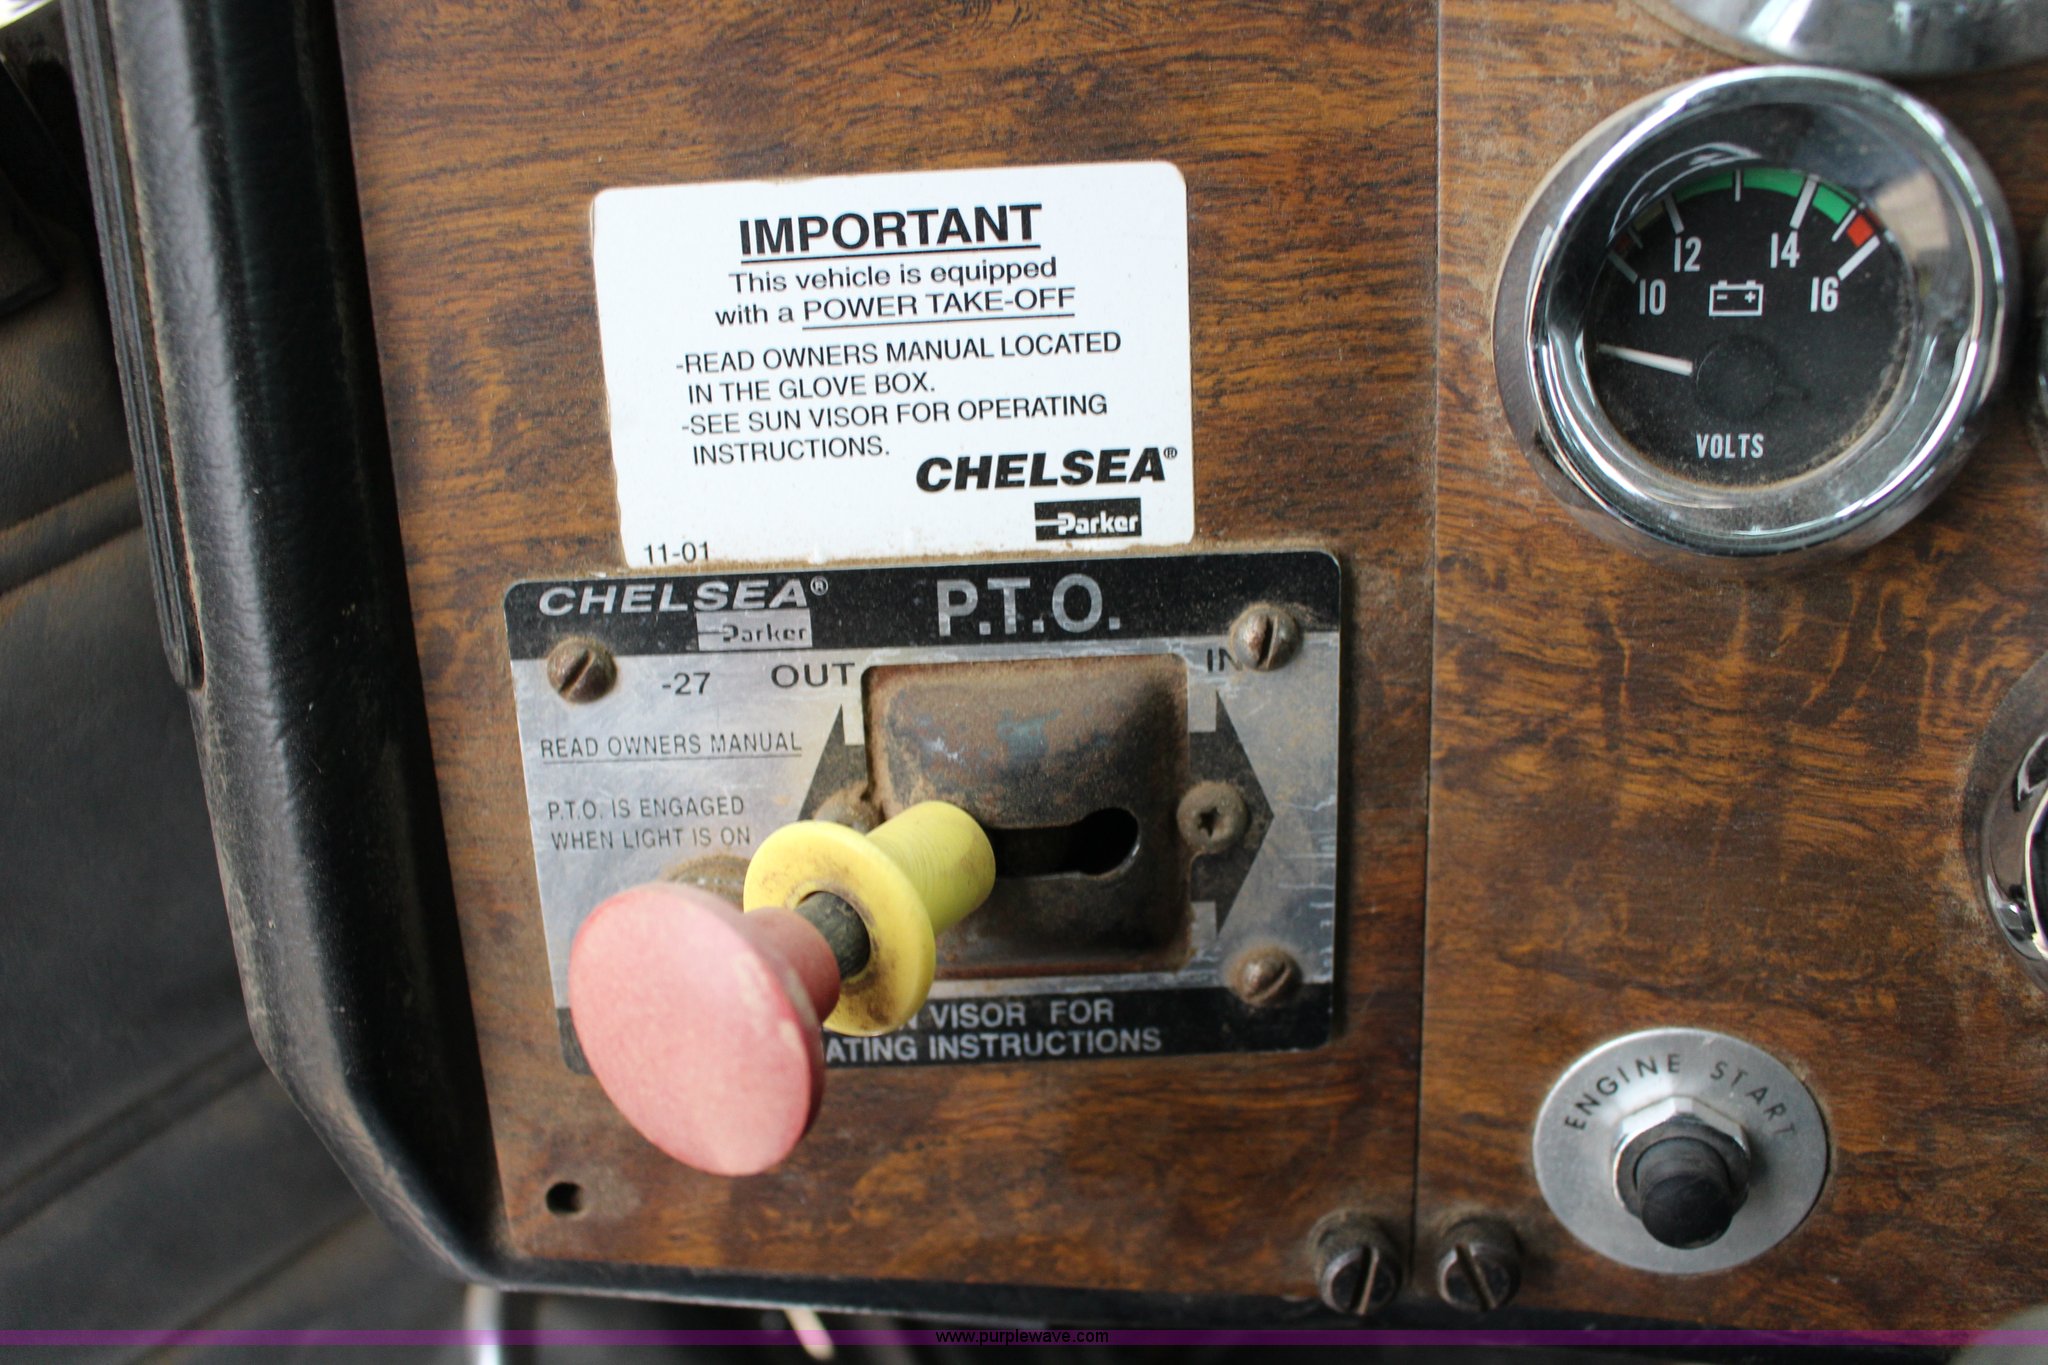 IMPORTANT
This vehicle is equipped
with a POWER TAKE-OFF
-READ OWNERS MANUAL LOCATED
IN THE GLOVE BOX.
-SEE SUN VISOR FOR OPERATING
INSTRUCTIONS.
CHELSEA®
Parker
11-01
CHELSEA®
Parker
P.T.O.
-27
OUT
IN
READ OWNERS MANUAL
P.T.O. IS ENGAGED
WHEN LIGHT IS ON
VISOR FOR
INSTRUCTIONS
10 12 14 16
VOLTS
ENGINE START
www.purplewave.com